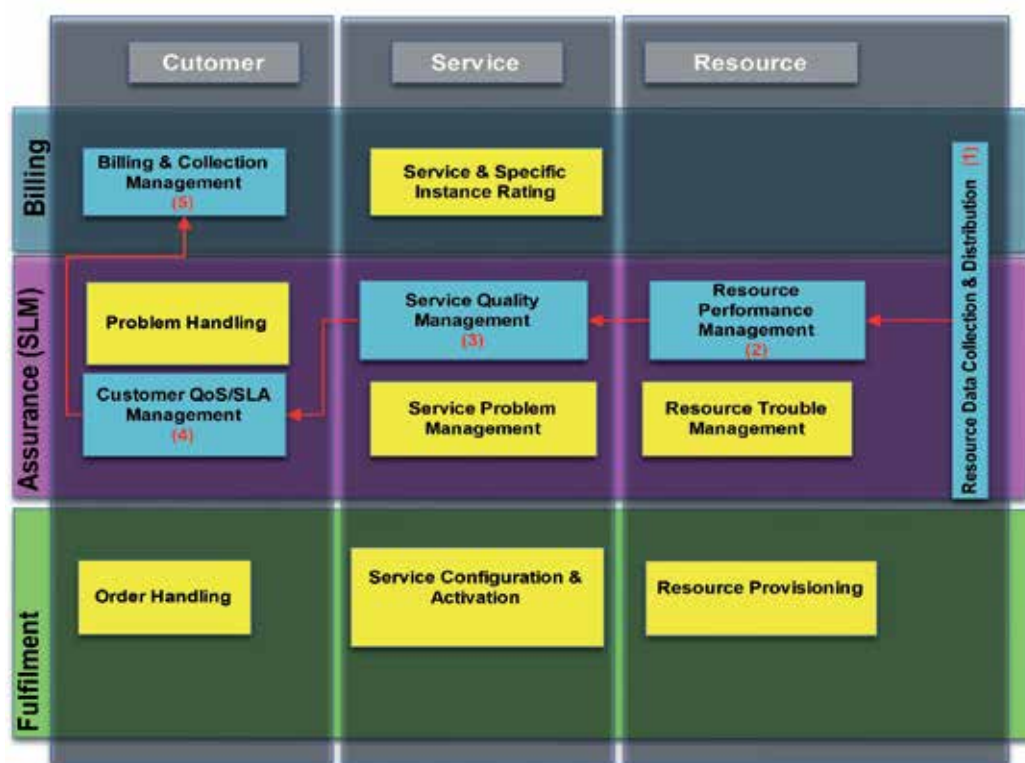 Cutomer
Service
Resource
Billing
Billing & Collection
Management
(5)
Service & Specific
Instance Rating
Resource Data Collection & Distribution (1)
Assurance (SLM)
Problem Handling
Service Quality
Management
(3)
Resource
Performance
Management
(2)
Customer QoS/SLA
Management
(4)
Service Problem
Management
Resource Trouble
Management
Fulfilment
Order Handling
Service Configuration &
Activation
Resource Provisioning